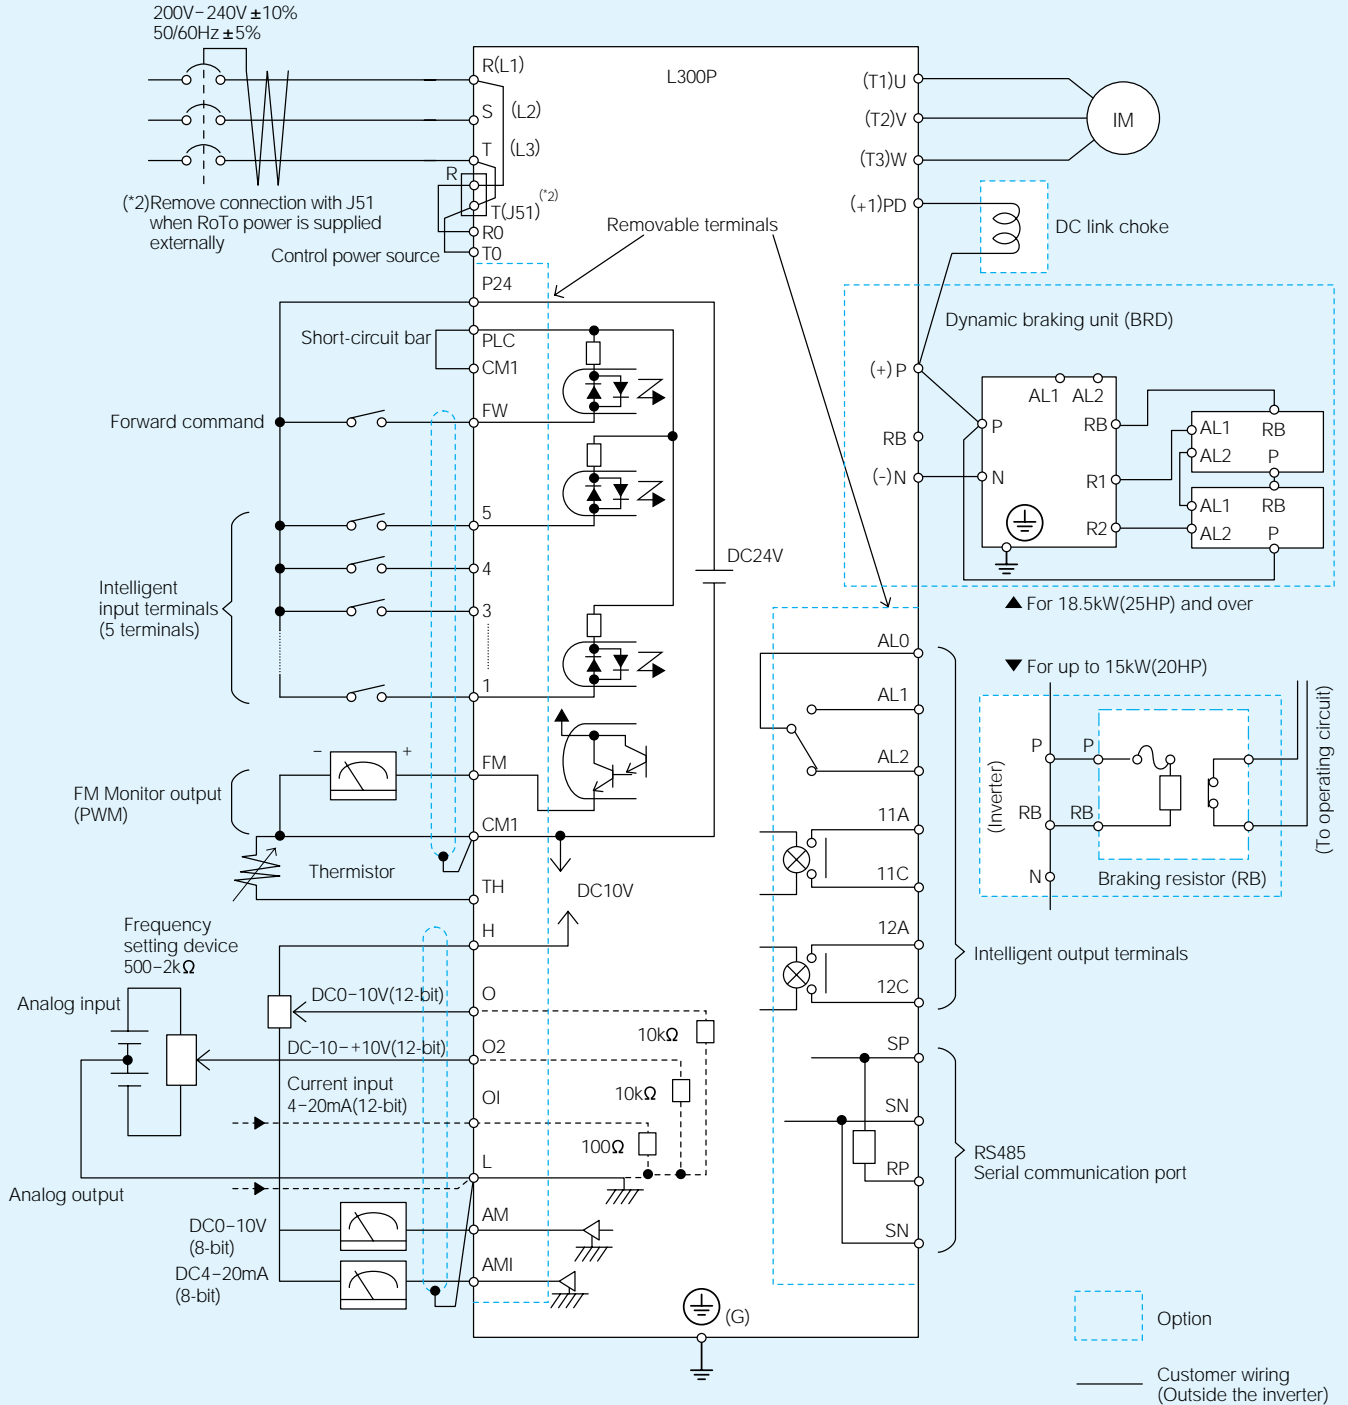 200V–240V ±10%
50/60Hz ±5%
R(L1)
S (L2)
T (L3)
R
T(J51)(*2)
R0
T0
(*2)Remove connection with J51
when RoTo power is supplied
externally
Control power source
L300P
(T1)U
(T2)V
(T3)W
IM
(+1)PD
DC link choke
Removable terminals
P24
Short-circuit bar
PLC
CM1
Forward command
FW
5
4
3
1
Intelligent
input terminals
(5 terminals)
DC24V
Dynamic braking unit (BRD)
(+)P
RB
(-)N
AL1 AL2
P
RB
N
R1
R2
AL1 RB
AL2 P
AL1 RB
AL2 P
▲ For 18.5kW(25HP) and over
▼ For up to 15kW(20HP)
(Inverter)
P
P
RB
RB
N
Braking resistor (RB)
(To operating circuit)
AL0
AL1
AL2
11A
11C
12A
12C
Intelligent output terminals
SP
SN
RP
SN
RS485
Serial communication port
– +
FM
FM Monitor output
(PWM)
CM1
Thermistor
TH
DC10V
Frequency
setting device
500–2kΩ
H
Analog input
DC0–10V(12-bit)
O
10kΩ
DC–10–+10V(12-bit)
O2
10kΩ
Current input
4–20mA(12-bit)
OI
100Ω
L
Analog output
DC0–10V
(8-bit)
AM
DC4–20mA
(8-bit)
AMI
(G)
Option
Customer wiring
(Outside the inverter)